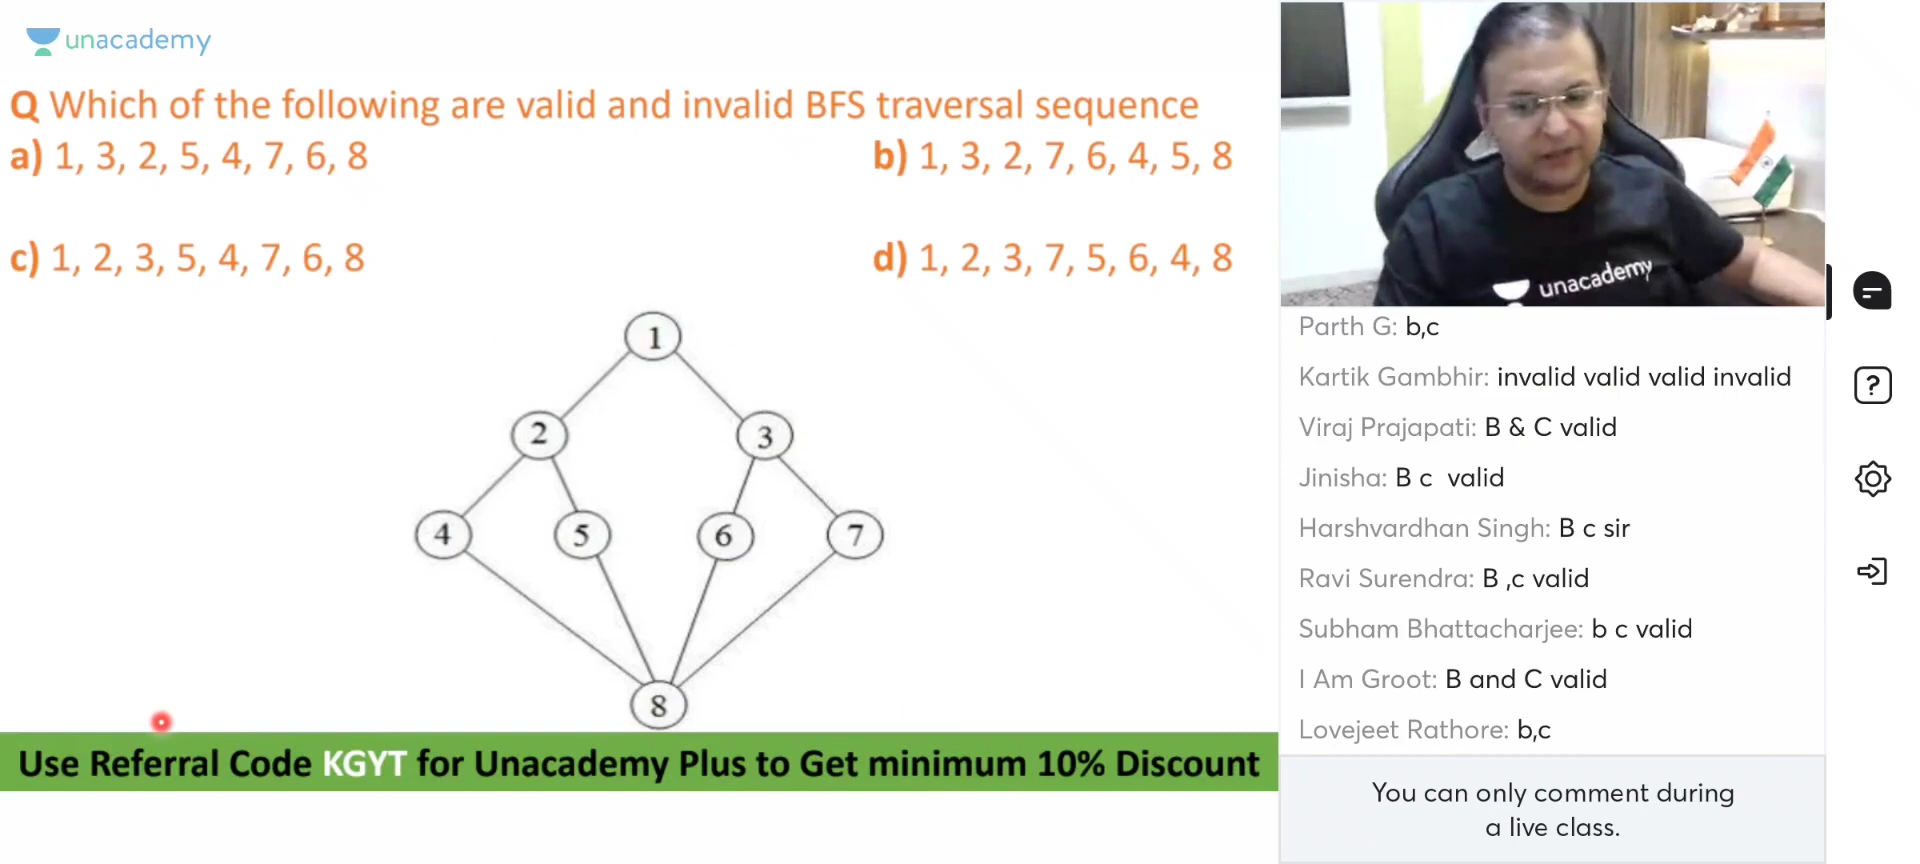 unacademy
Q Which of the following are valid and invalid BFS traversal sequence
a) 1, 3, 2, 5, 4, 7, 6, 8
b) 1, 3, 2, 7, 6, 4, 5, 8
c) 1, 2, 3, 5, 4, 7, 6, 8
d) 1, 2, 3, 7, 5, 6, 4, 8
1
2
3
4
5
6
7
8
Use Referral Code KGYT for Unacademy Plus to Get minimum 10% Discount
unacademy
Parth G: b,c
Kartik Gambhir: invalid valid valid invalid
Viraj Prajapati: B & C valid
Jinisha: B c valid
Harshvardhan Singh: B c sir
Ravi Surendra: B ,c valid
Subham Bhattacharjee: b c valid
I Am Groot: B and C valid
Lovejeet Rathore: b,c
You can only comment during
a live class.
?